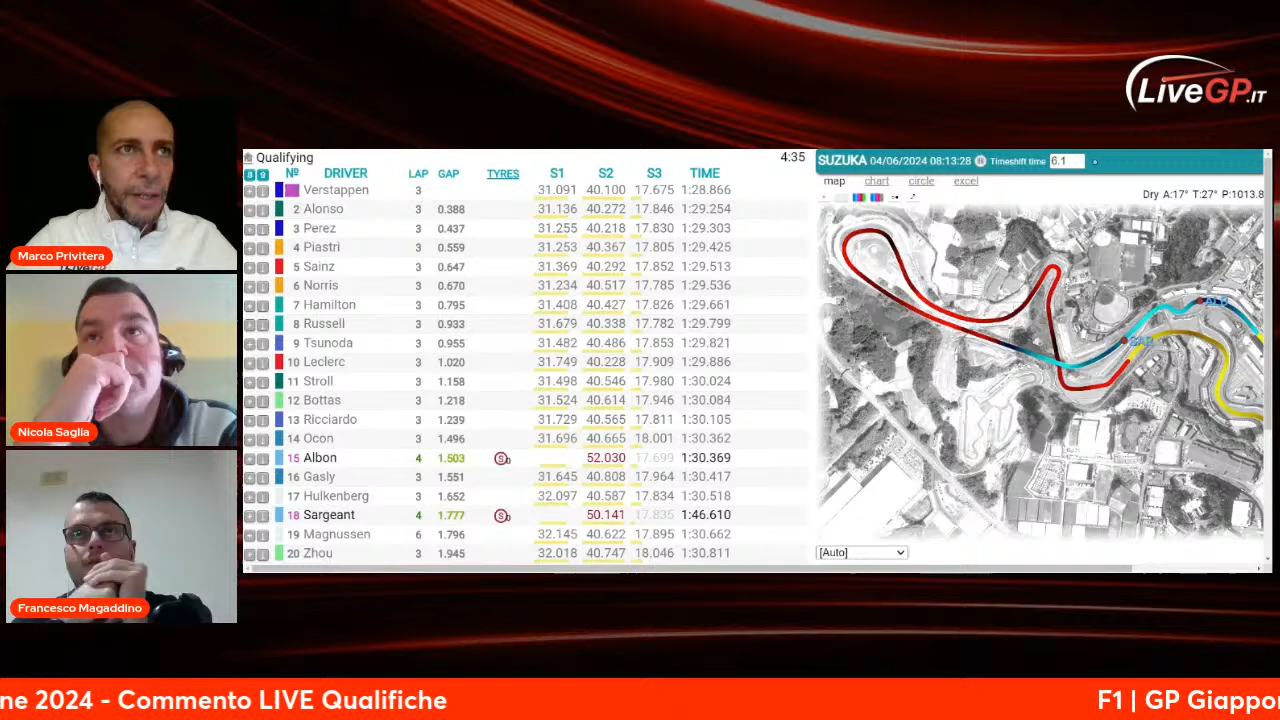 LiveGP.IT
Marco Privitera
Nicola Saglia
Francesco Magaddino
Qualifying 4:35
Nº DRIVER LAP GAP TYRES S1 S2 S3 TIME
Verstappen 3 31.091 40.100 17.675 1:28.866
2 Alonso 3 0.388 31.136 40.272 17.846 1:29.254
3 Perez 3 0.437 31.255 40.218 17.830 1:29.303
4 Piastri 3 0.559 31.253 40.367 17.805 1:29.425
5 Sainz 3 0.647 31.369 40.292 17.852 1:29.513
6 Norris 3 0.670 31.234 40.517 17.785 1:29.536
7 Hamilton 3 0.795 31.408 40.427 17.826 1:29.661
8 Russell 3 0.933 31.679 40.338 17.782 1:29.799
9 Tsunoda 3 0.955 31.482 40.486 17.853 1:29.821
10 Leclerc 3 1.020 31.749 40.228 17.909 1:29.886
11 Stroll 3 1.158 31.498 40.546 17.980 1:30.024
12 Bottas 3 1.218 31.524 40.614 17.946 1:30.084
13 Ricciardo 3 1.239 31.729 40.565 17.811 1:30.105
14 Ocon 3 1.496 31.696 40.665 18.001 1:30.362
15 Albon 4 1.503 S 0 52.030 17.699 1:30.369
16 Gasly 3 1.551 31.645 40.808 17.964 1:30.417
17 Hulkenberg 3 1.652 32.097 40.587 17.834 1:30.518
18 Sargeant 4 1.777 S 0 50.141 17.835 1:46.610
19 Magnussen 6 1.796 32.145 40.622 17.895 1:30.662
20 Zhou 3 1.945 32.018 40.747 18.046 1:30.811
SUZUKA 04/06/2024 08:13:28 Timeshift time 6.1
map chart circle excel
Dry A:17° T:27° P:1013.8
[Auto]
ne 2024 - Commento LIVE Qualifiche F1 | GP Giappon